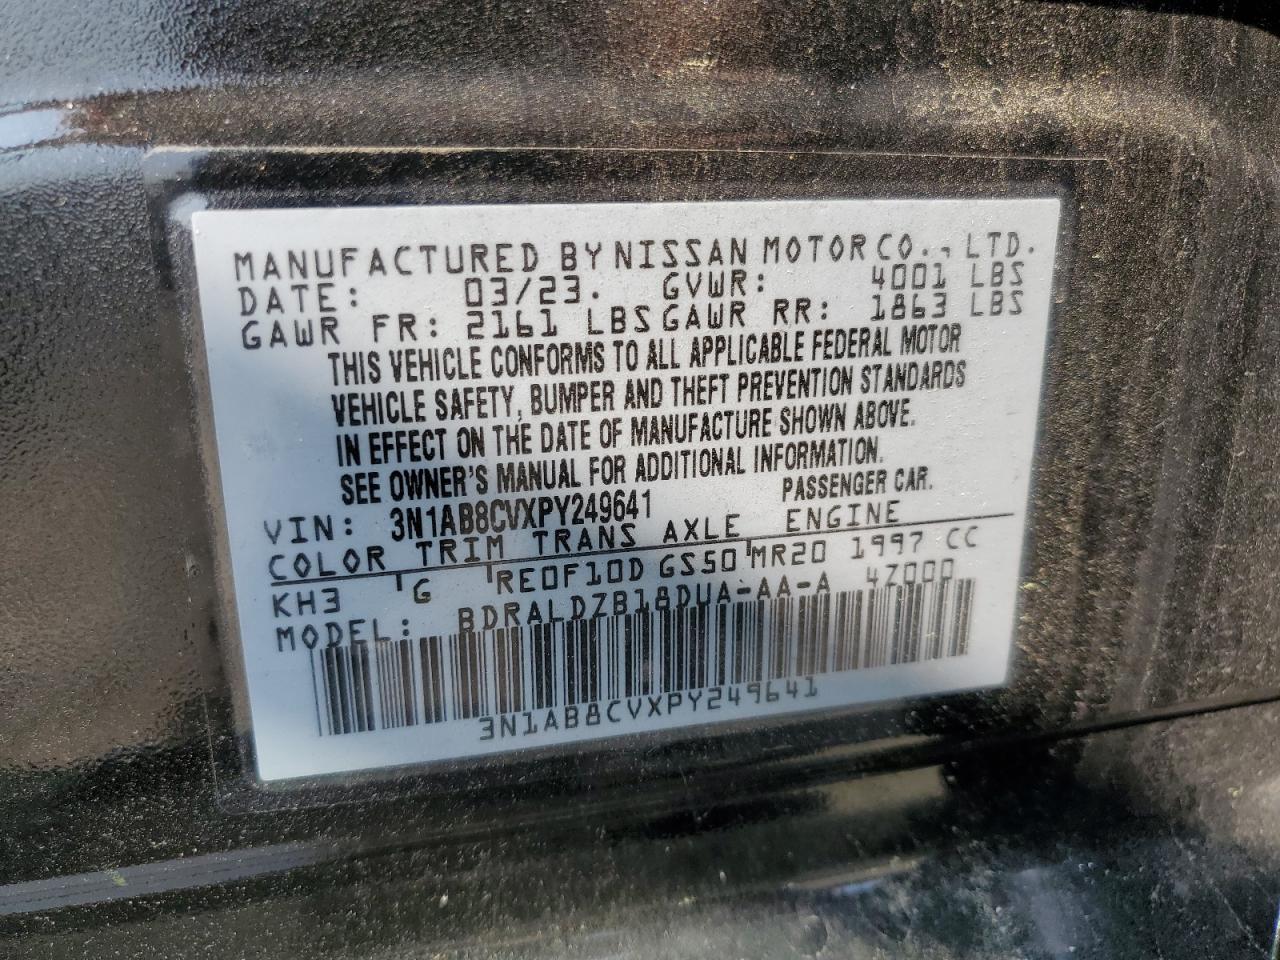 MANUFACTURED BY NISSAN MOTOR CO., LTD.
DATE: 03/23. GVWR: 4001 LBS
GAWR FR: 2161 LBS GAWR RR: 1863 LBS
THIS VEHICLE CONFORMS TO ALL APPLICABLE FEDERAL MOTOR
VEHICLE SAFETY, BUMPER AND THEFT PREVENTION STANDARDS
IN EFFECT ON THE DATE OF MANUFACTURE SHOWN ABOVE.
SEE OWNER'S MANUAL FOR ADDITIONAL INFORMATION.
VIN: 3N1AB8CVXPY249641 PASSENGER CAR.
COLOR TRIM TRANS AXLE ENGINE
KH3 G RE0F10D GS50 MR20 1997 CC
MODEL: BDRALDZB18DUA-AA-A 4Z000
3N1AB8CVXPY249641